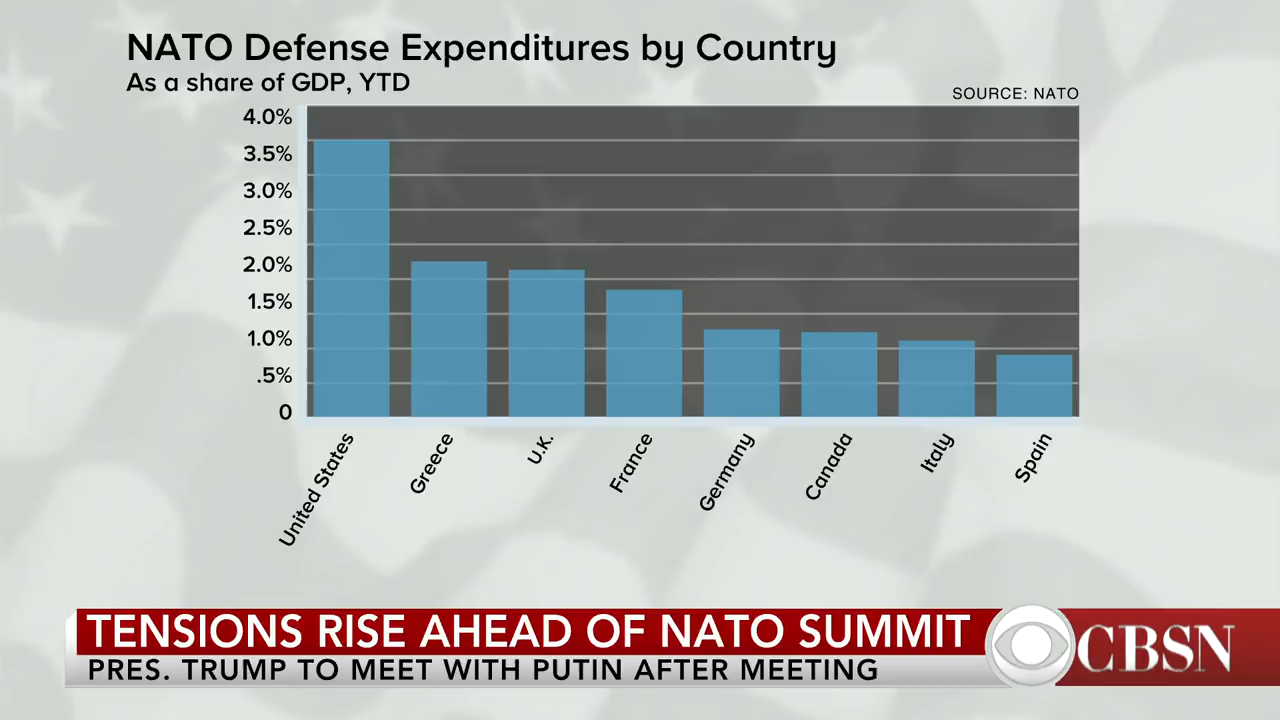 NATO Defense Expenditures by Country
As a share of GDP, YTD
SOURCE: NATO
4.0%
3.5%
3.0%
2.5%
2.0%
1.5%
1.0%
.5%
0
United States
Greece
U.K.
France
Germany
Canada
Italy
Spain
TENSIONS RISE AHEAD OF NATO SUMMIT
PRES. TRUMP TO MEET WITH PUTIN AFTER MEETING
CBSN